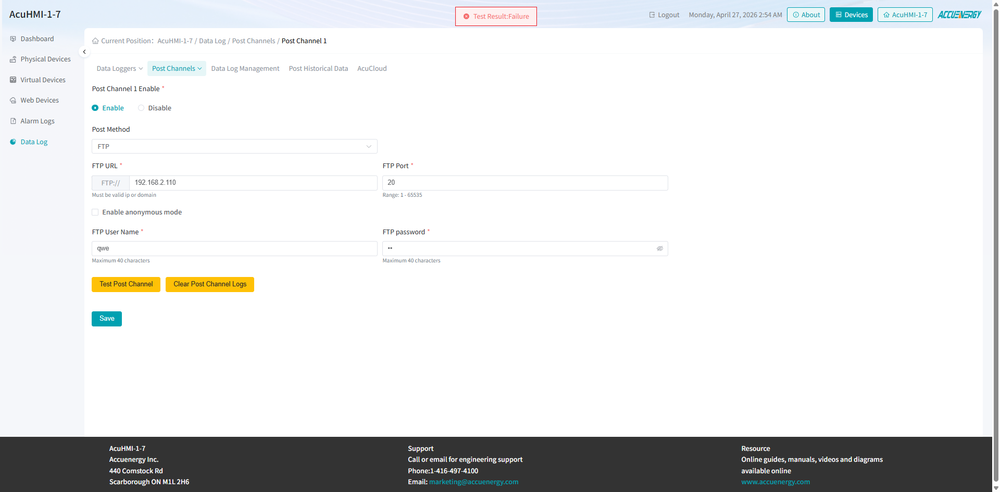 AcuHMI-1-7
Test Result:Failure
Logout
Monday, April 27, 2026 2:54 AM
About
Devices
AcuHMI-1-7
ACCUENERGY
Dashboard
Physical Devices
Virtual Devices
Web Devices
Alarm Logs
Data Log
Current Position: AcuHMI-1-7 / Data Log / Post Channels / Post Channel 1
Data Loggers
Post Channels
Data Log Management
Post Historical Data
AcuCloud
Post Channel 1 Enable *
Enable
Disable
Post Method
FTP
FTP URL *
FTP Port *
FTP:// 192.168.2.110
20
Must be valid ip or domain
Range: 1 - 65535
Enable anonymous mode
FTP User Name *
FTP password *
qwe
••
Maximum 40 characters
Maximum 40 characters
Test Post Channel
Clear Post Channel Logs
Save
AcuHMI-1-7
Accuenergy Inc.
440 Comstock Rd
Scarborough ON M1L 2H6
Support
Call or email for engineering support
Phone:1-416-497-4100
Email: marketing@accuenergy.com
Resource
Online guides, manuals, videos and diagrams
available online
www.accuenergy.com